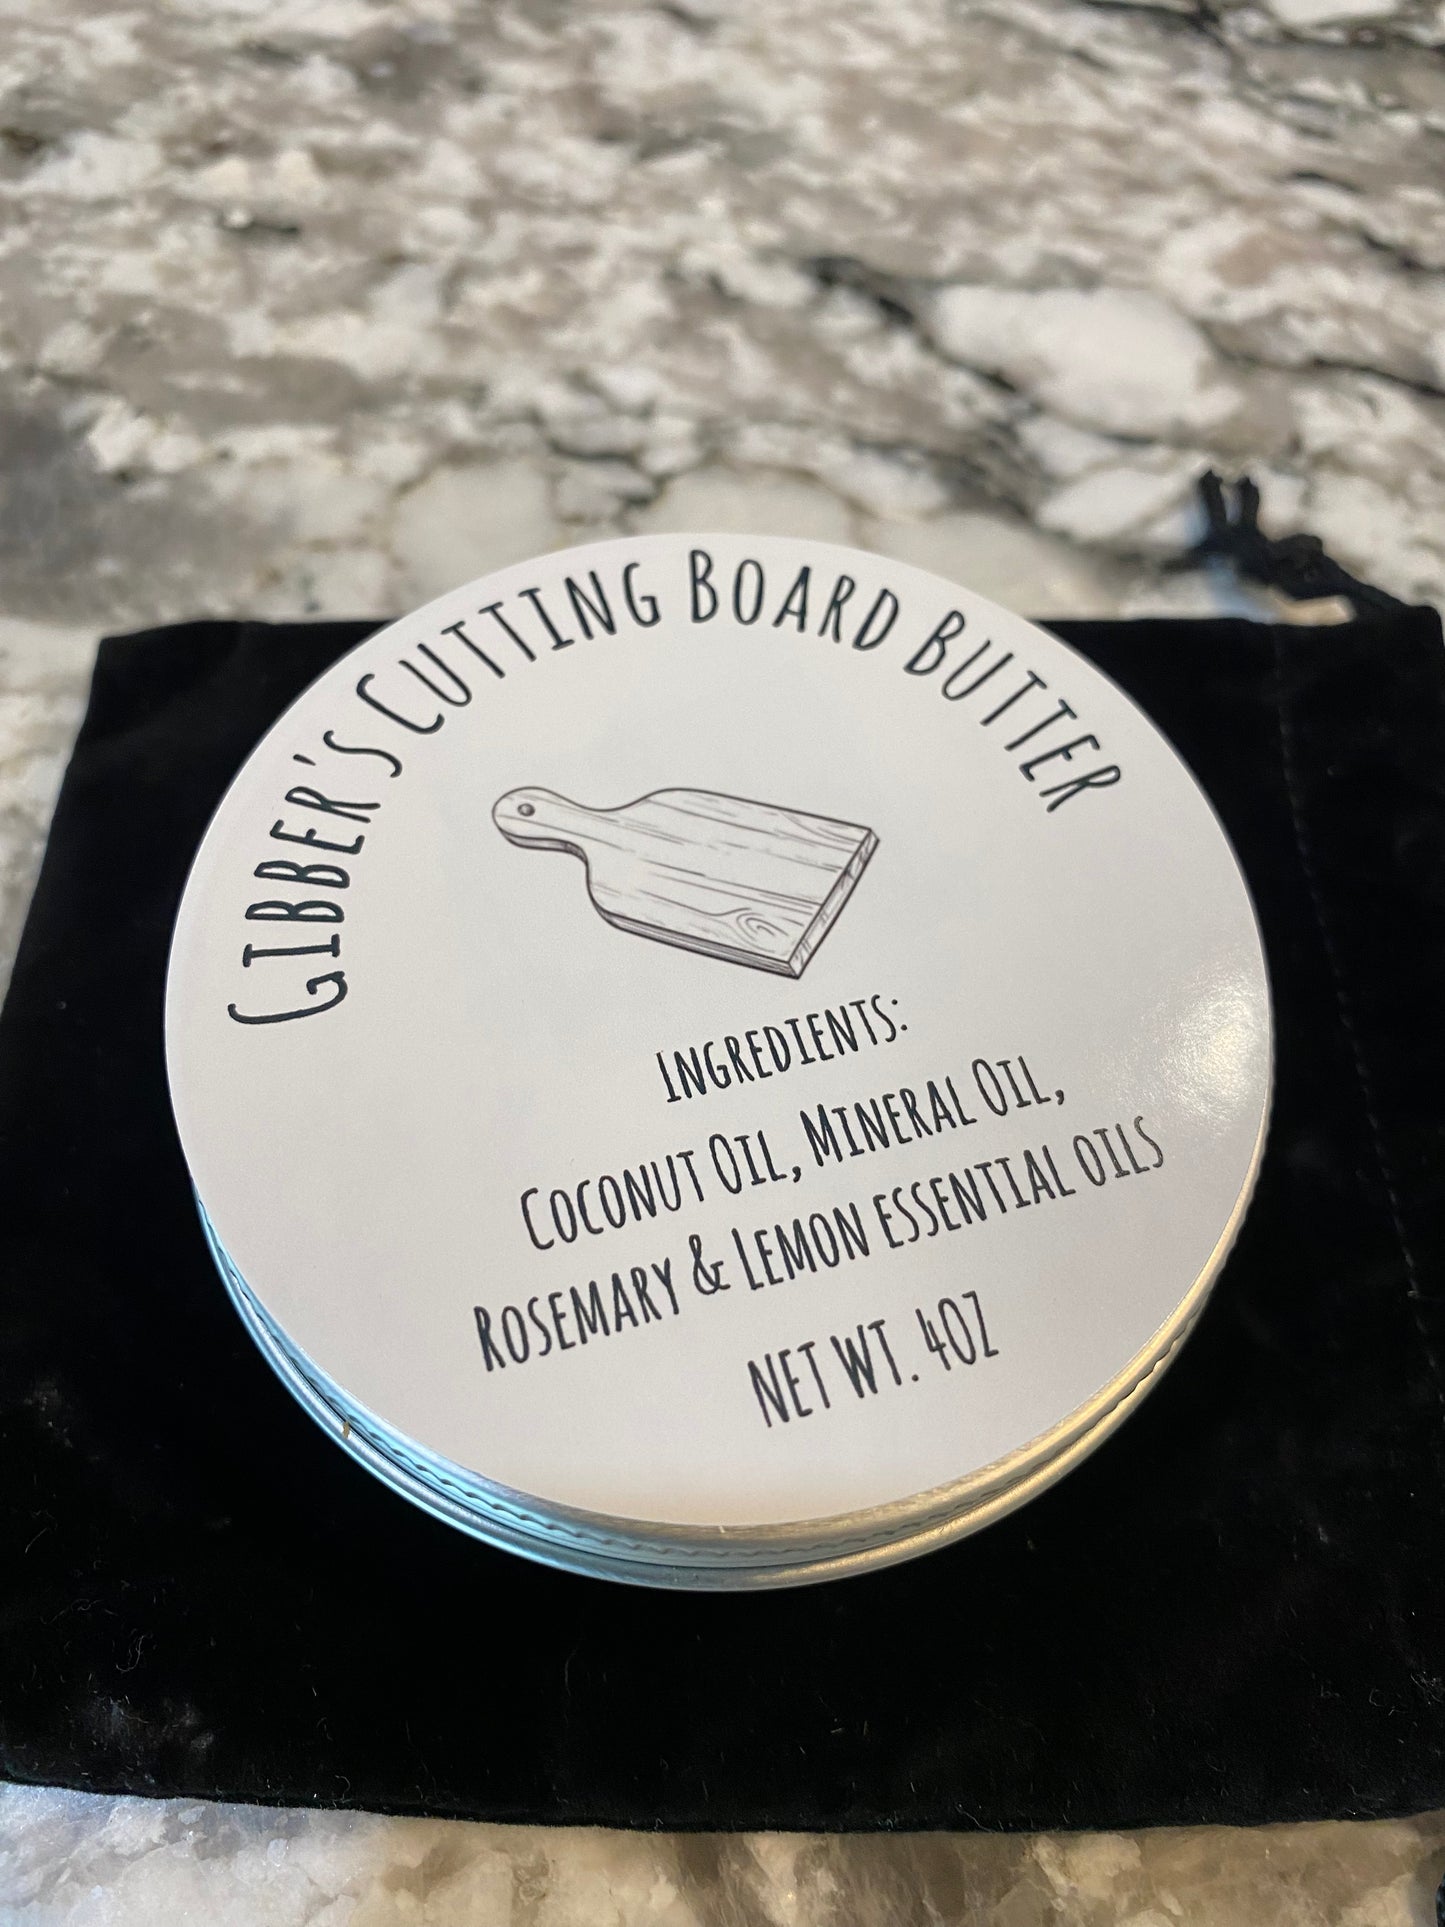 Gibber's Cutting Board Butter
Ingredients:
Coconut Oil, Mineral Oil,
Rosemary & Lemon essential oils
NET WT. 4OZ